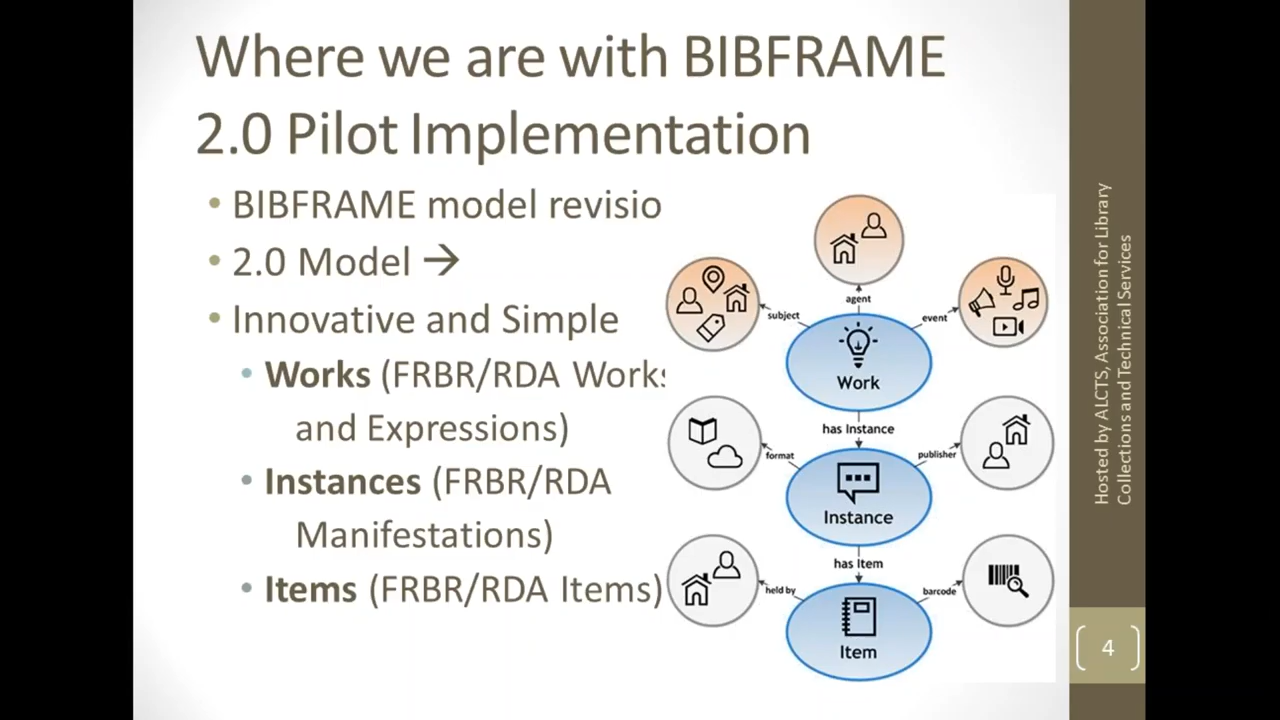 Where we are with BIBFRAME
2.0 Pilot Implementation
• BIBFRAME model revisio
• 2.0 Model →
• Innovative and Simple
• Works (FRBR/RDA Works
and Expressions)
• Instances (FRBR/RDA
Manifestations)
• Items (FRBR/RDA Items)
agent
subject
event
Work
has Instance
format
publisher
Instance
has Item
held by
barcode
Item
Hosted by ALCTS, Association for Library
Collections and Technical Services
4